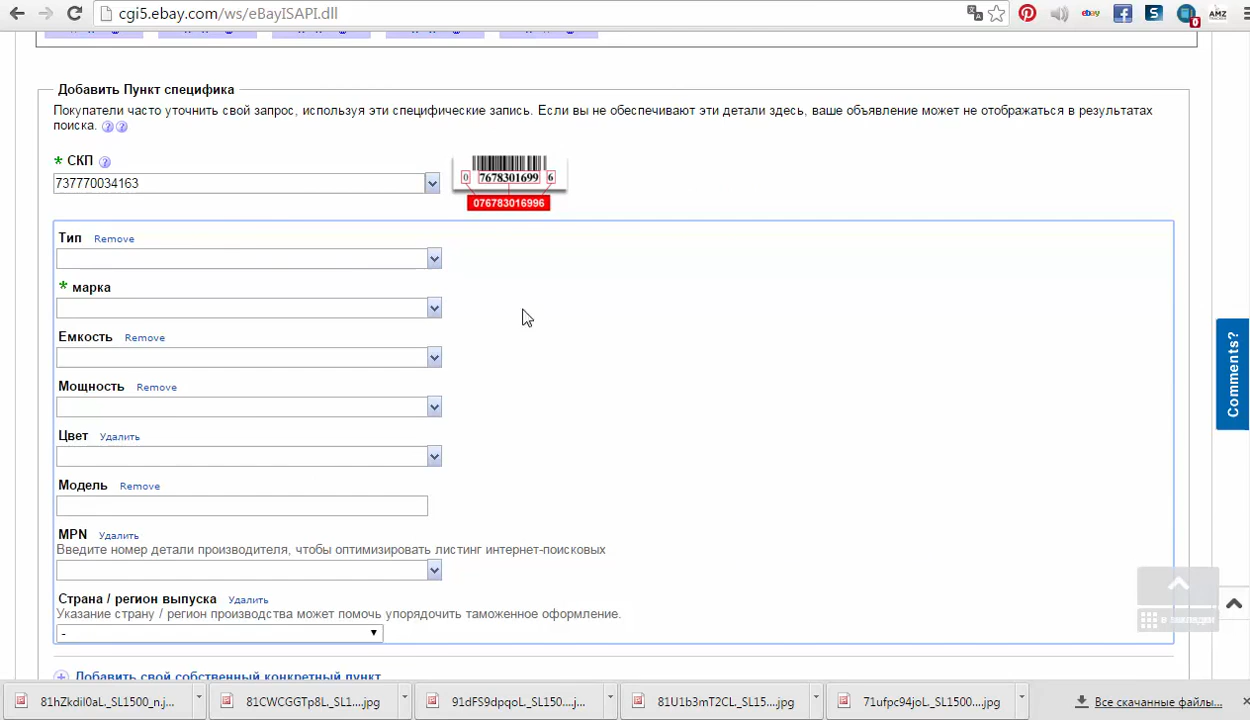 cgi5.ebay.com/ws/eBayISAPI.dll
ebay
0
AMZ
Добавить Пункт специфика
Покупатели часто уточнить свой запрос, используя эти специфические запись. Если вы не обеспечивают эти детали здесь, ваше объявление может не отображаться в результатах
поиска.
* СКП
737770034163
0 7678301699 6
076783016996
Тип Remove
* марка
Емкость Remove
Мощность Remove
Цвет Удалить
Модель Remove
MPN Удалить
Введите номер детали производителя, чтобы оптимизировать листинг интернет-поисковых
Страна / регион выпуска Удалить
Указание страну / регион производства может помочь упорядочить таможенное оформление.
-
Добавить свой собственный конкретный пункт
Comments?
в закладки
81hZkdil0aL._SL1500_n.j...
81CWCGGTp8L._SL1....jpg
91dFS9dpqoL._SL150....j...
81U1b3mT2CL._SL15....jpg
71ufpc94joL._SL1500....jpg
Все скачанные файлы...